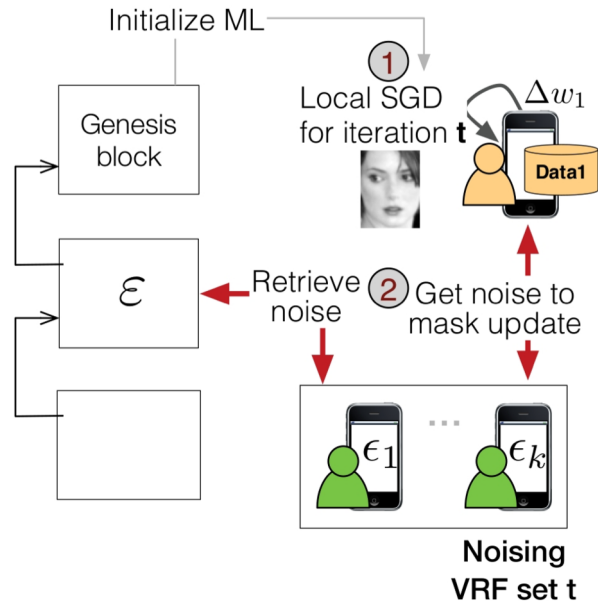 Initialize ML
1
Local SGD
for iteration t
Δw₁
Genesis
block
Data1
ε
Retrieve
noise
2
Get noise to
mask update
ϵ₁
...
ϵₖ
Noising
VRF set t